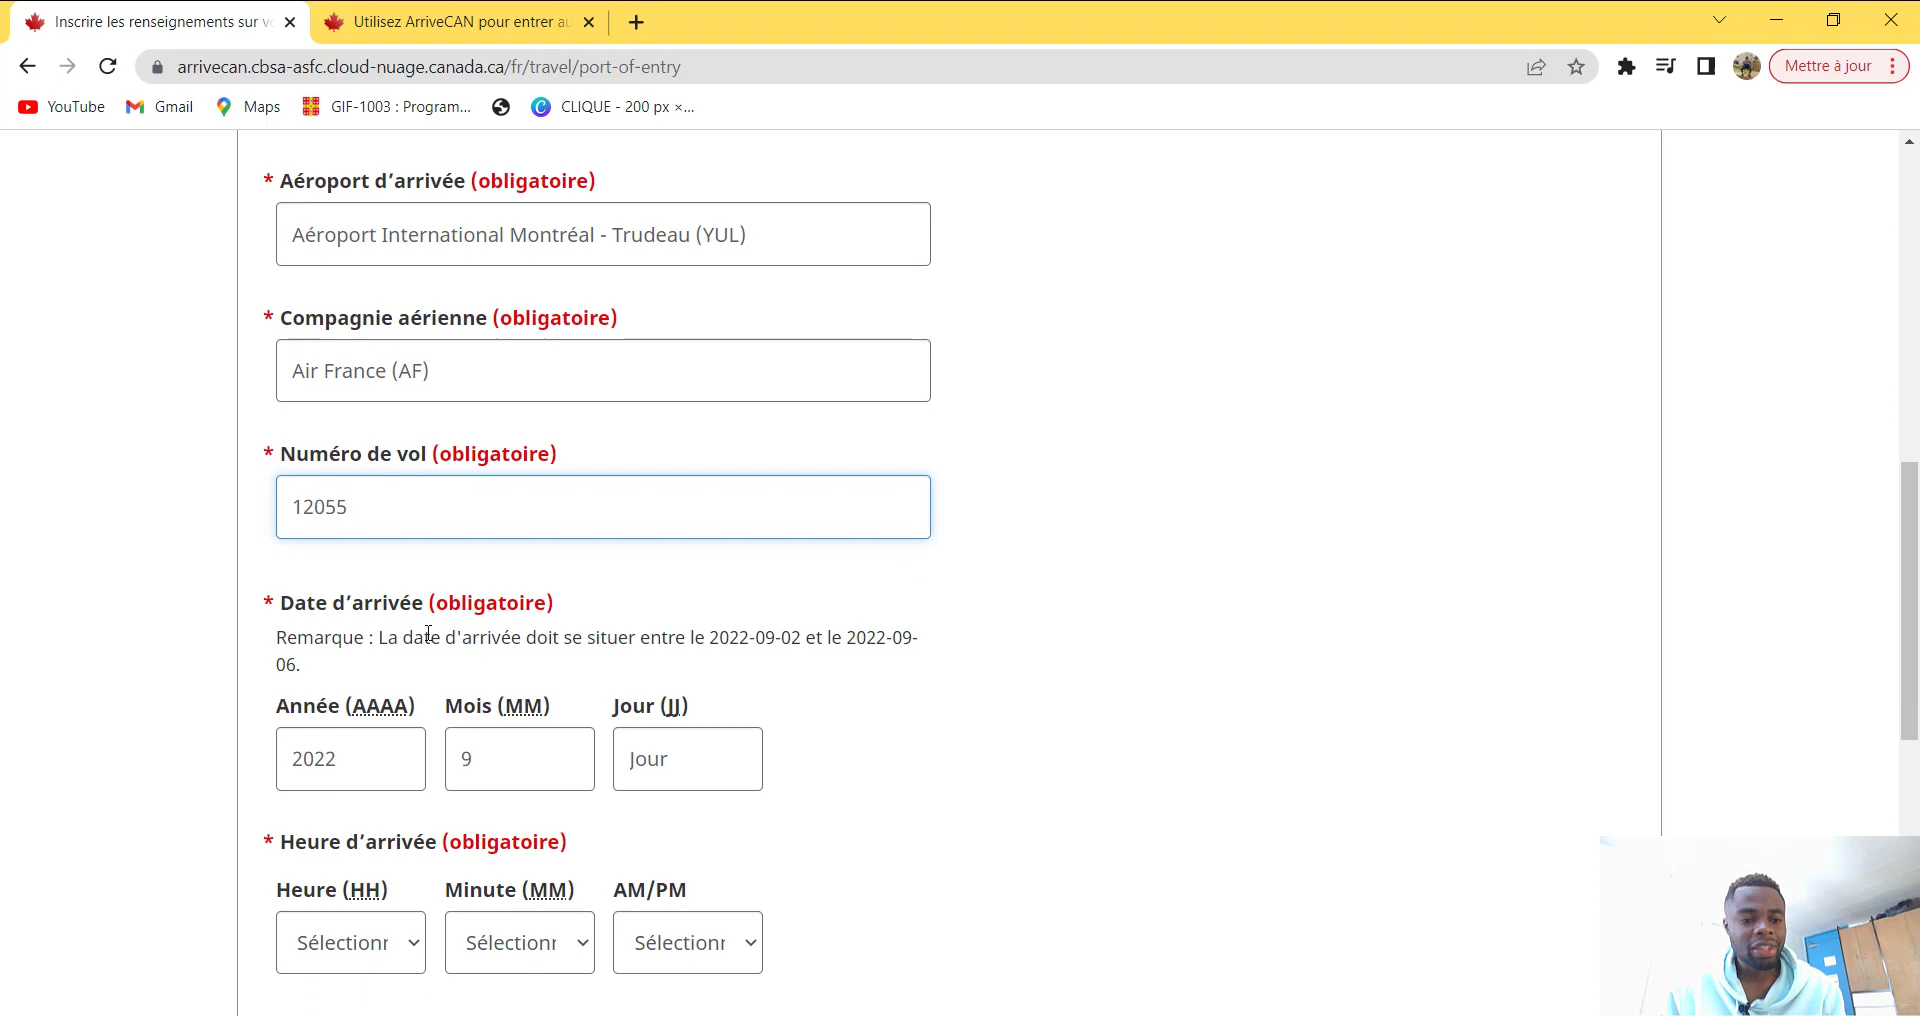 Inscrire les renseignements sur v
Utilisez ArriveCAN pour entrer au
arrivecan.cbsa-asfc.cloud-nuage.canada.ca/fr/travel/port-of-entry
Mettre à jour
YouTube
Gmail
Maps
GIF-1003 : Program...
CLIQUE - 200 px ×...
* Aéroport d’arrivée (obligatoire)
Aéroport International Montréal - Trudeau (YUL)
* Compagnie aérienne (obligatoire)
Air France (AF)
* Numéro de vol (obligatoire)
12055
* Date d’arrivée (obligatoire)
Remarque : La date d'arrivée doit se situer entre le 2022-09-02 et le 2022-09-
06.
Année (AAAA) Mois (MM) Jour (JJ)
2022 9 Jour
* Heure d’arrivée (obligatoire)
Heure (HH) Minute (MM) AM/PM
Sélectionr Sélectionr Sélectionr